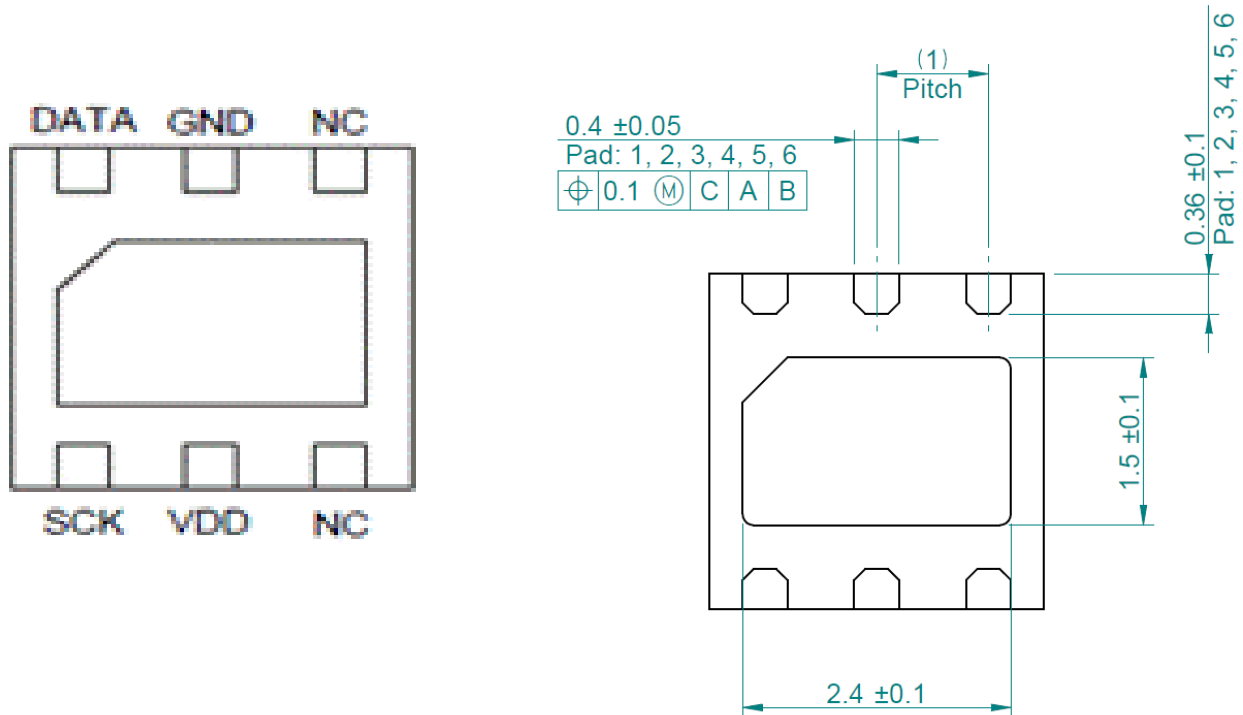 DATA GND NC
SCK VDD NC
(1)
Pitch
0.4 ±0.05
Pad: 1, 2, 3, 4, 5, 6
⌖ 0.1 Ⓜ C A B
0.36 ±0.1
Pad: 1, 2, 3, 4, 5, 6
1.5 ±0.1
2.4 ±0.1